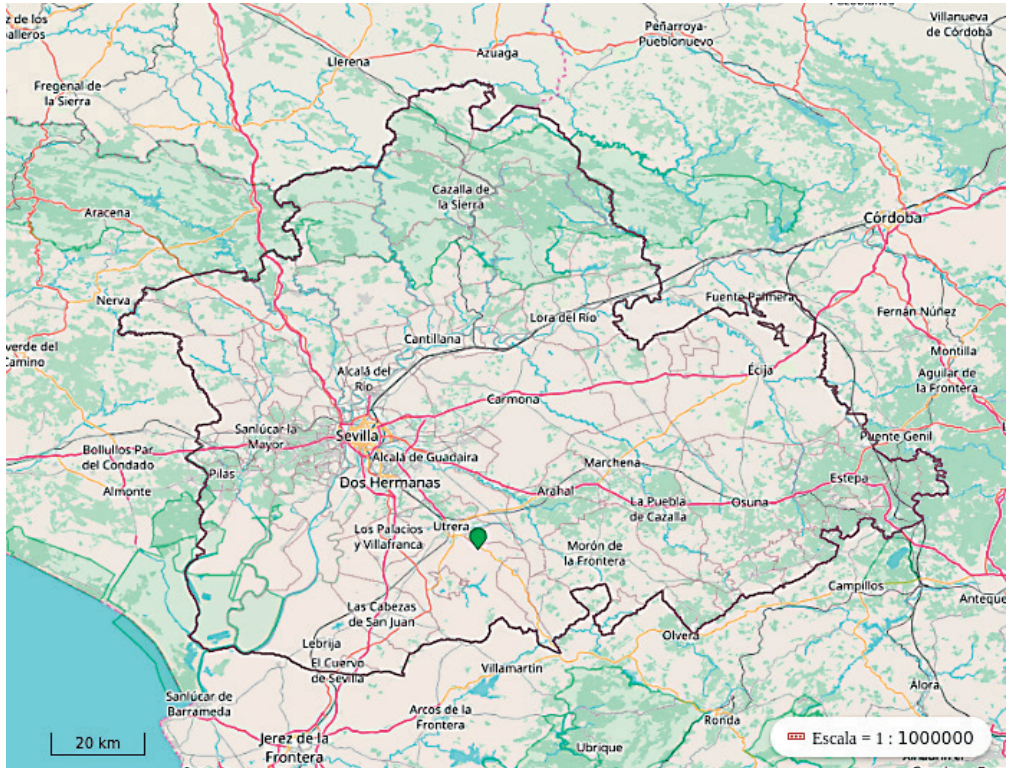 z de los
alleros
Peñarroya-
Pueblonuevo
Villanueva
de Córdoba
Llerena
Azuaga
Fregenal de
la Sierra
Cazalla de
la Sierra
Aracena
Córdoba
Nerva
Fuente Palmera
Lora del Río
Fernán Núñez
Cantillana
verde del
Camino
Montilla
Alcalá del
Río
Écija
Aguilar de
la Frontera
Carmona
Sanlúcar la
Mayor
Sevilla
Puente Genil
Bollullos Par
del Condado
Alcalá de Guadaíra
Marchena
Pilas
Dos Hermanas
Estepa
Almonte
Arahal
La Puebla
de Cazalla
Osuna
Utrera
Los Palacios
y Villafranca
Morón de
la Frontera
Campillos
Anteque
Las Cabezas
de San Juan
Olvera
Lebrija
El Cuervo
de Sevilla
Villamartín
Álora
Sanlúcar de
Barrameda
Arcos de la
Frontera
Ronda
20 km
Jerez de la
Frontera
Ubrique
Escala = 1 : 1000000